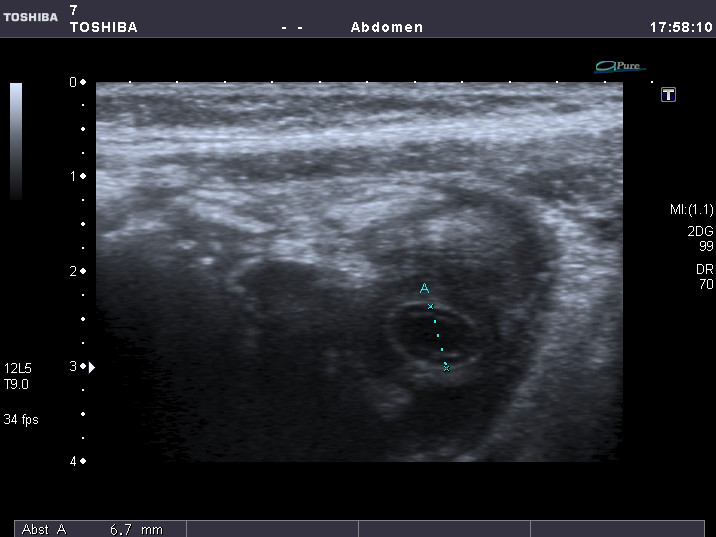 TOSHIBA
7
TOSHIBA - - Abdomen 17:58:10
aPure
T
0
1
2
3
4
A
MI:(1.1)
2DG
99
DR
70
12L5
T9.0
34 fps
Abst A 6.7 mm